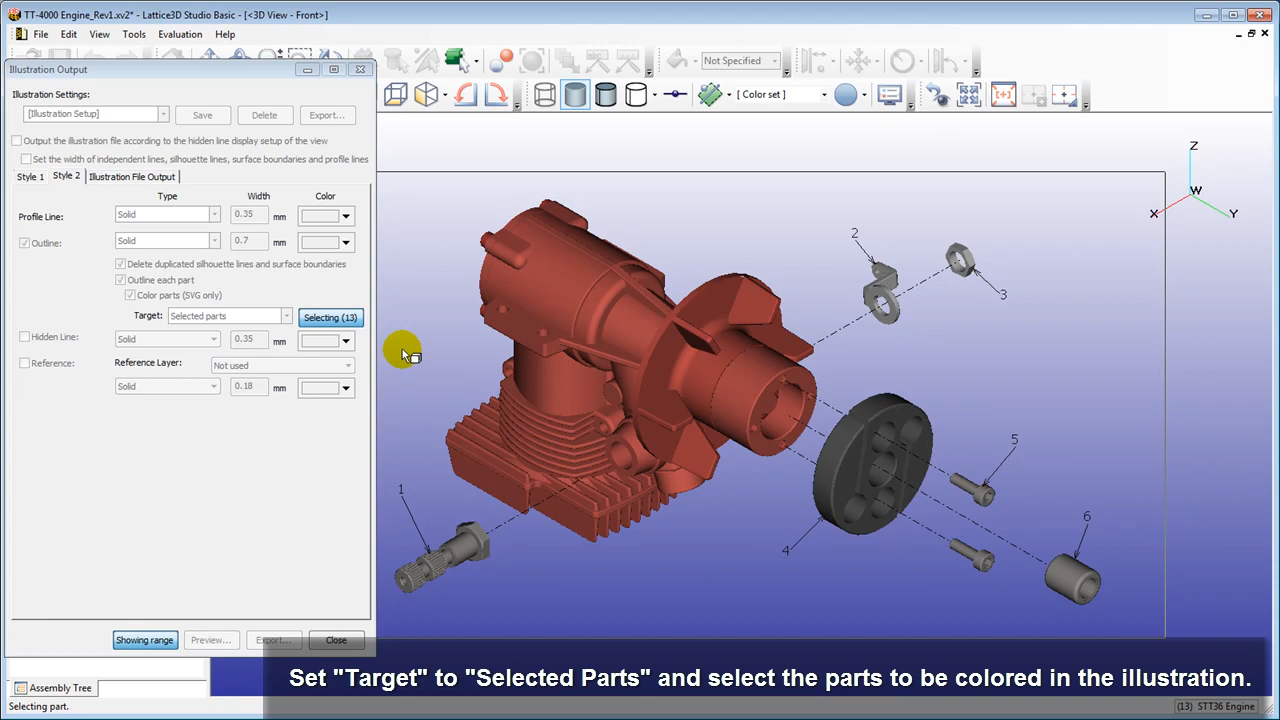 TT-4000 Engine_Rev1.xv2* - Lattice3D Studio Basic - [<3D View - Front>]
File Edit View Tools Evaluation Help
Not Specified
Illustration Output
[ Color set ]
Illustration Settings:
[Illustration Setup] Save Delete Export...
Output the illustration file according to the hidden line display setup of the view
Set the width of independent lines, silhouette lines, surface boundaries and profile lines
Style 1 Style 2 Illustration File Output
Type Width Color
Profile Line: Solid 0.35 mm
Outline: Solid 0.7 mm
Delete duplicated silhouette lines and surface boundaries
Outline each part
Color parts (SVG only)
Target: Selected parts Selecting (13)
Hidden Line: Solid 0.35 mm
Reference: Reference Layer: Not used
Solid 0.18 mm
Showing range Preview... Export... Close
Z
W
X Y
2
3
5
1
6
4
Set "Target" to "Selected Parts" and select the parts to be colored in the illustration.
Assembly Tree
Selecting part. (13) STT36 Engine